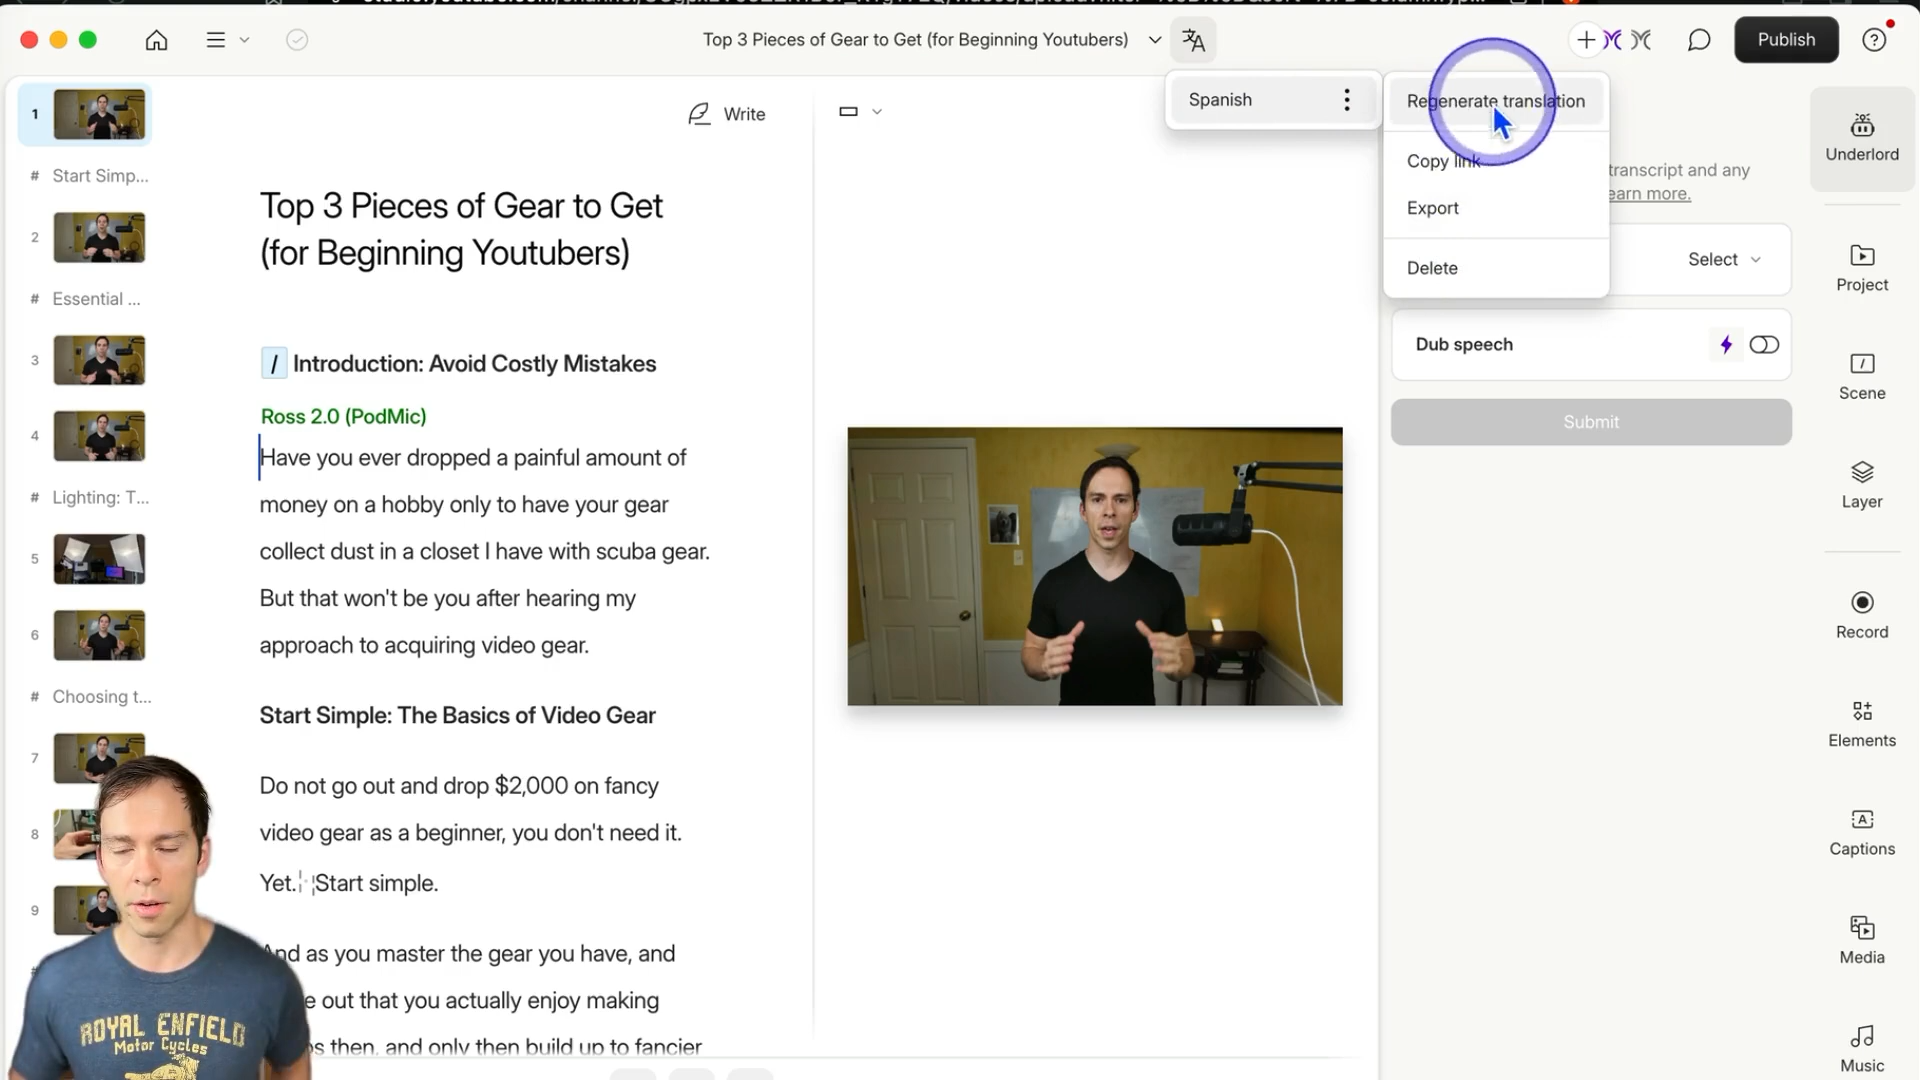 Top 3 Pieces of Gear to Get (for Beginning Youtubers)
Publish
Spanish
Regenerate translation
Copy link
Export
Delete
transcript and any
earn more.
Select
Dub speech
Submit
Underlord
Project
Scene
Layer
Record
Elements
Captions
Media
Music
1
# Start Simp...
2
# Essential ...
3
4
# Lighting: T...
5
6
# Choosing t...
7
8
9
#
Write
Top 3 Pieces of Gear to Get
(for Beginning Youtubers)
/ Introduction: Avoid Costly Mistakes
Ross 2.0 (PodMic)
Have you ever dropped a painful amount of
money on a hobby only to have your gear
collect dust in a closet I have with scuba gear.
But that won't be you after hearing my
approach to acquiring video gear.
Start Simple: The Basics of Video Gear
Do not go out and drop $2,000 on fancy
video gear as a beginner, you don't need it.
Yet. Start simple.
And as you master the gear you have, and
out that you actually enjoy making
then, and only then build up to fancier
ROYAL ENFIELD
Motor Cycles